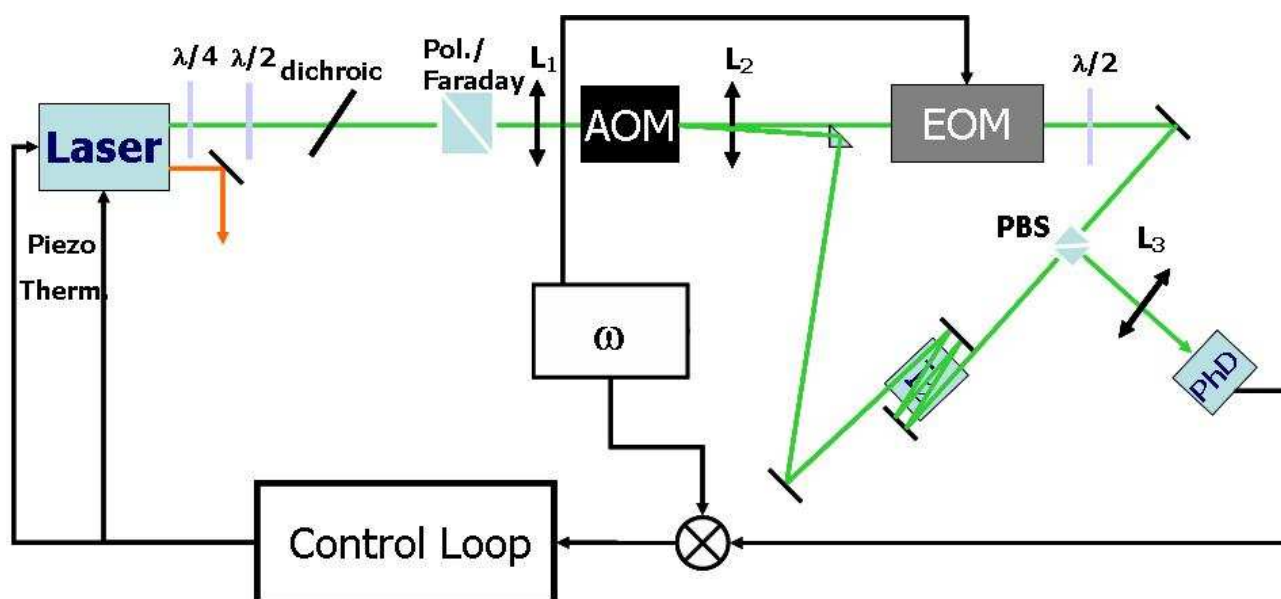 λ/4
λ/2
dichroic
Pol./
Faraday
L1
AOM
L2
EOM
λ/2
Laser
PBS
L3
Piezo
Therm.
ω
PhD
Control Loop